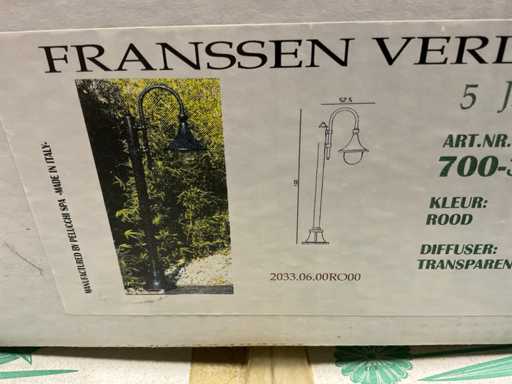 FRANSSEN VERL
5 J
ART.NR.
700-3
KLEUR:
ROOD
DIFFUSER:
TRANSPAREN
2033.06.00RO00
MANUFACTURED BY PELUCCHI SPA -MADE IN ITALY-